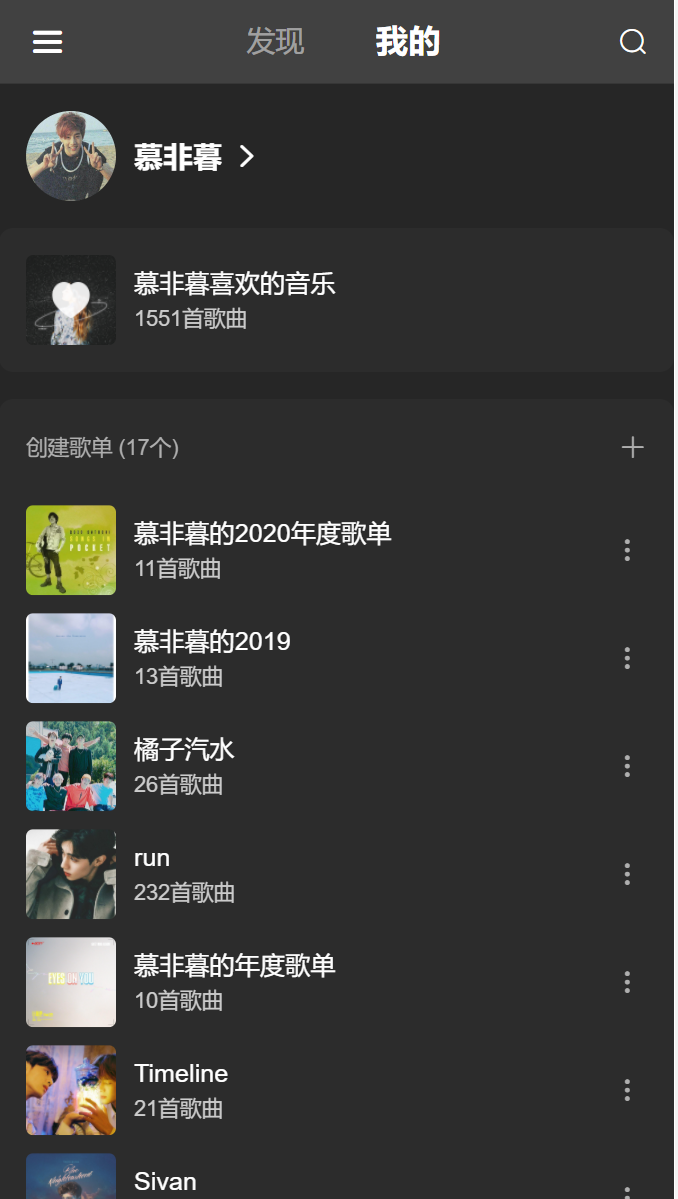 发现 我的
慕非暮
慕非暮喜欢的音乐
1551首歌曲
创建歌单 (17个)
慕非暮的2020年度歌单
11首歌曲
POCKET
慕非暮的2019
13首歌曲
橘子汽水
26首歌曲
run
232首歌曲
慕非暮的年度歌单
10首歌曲
EYES ON YOU
Timeline
21首歌曲
Sivan